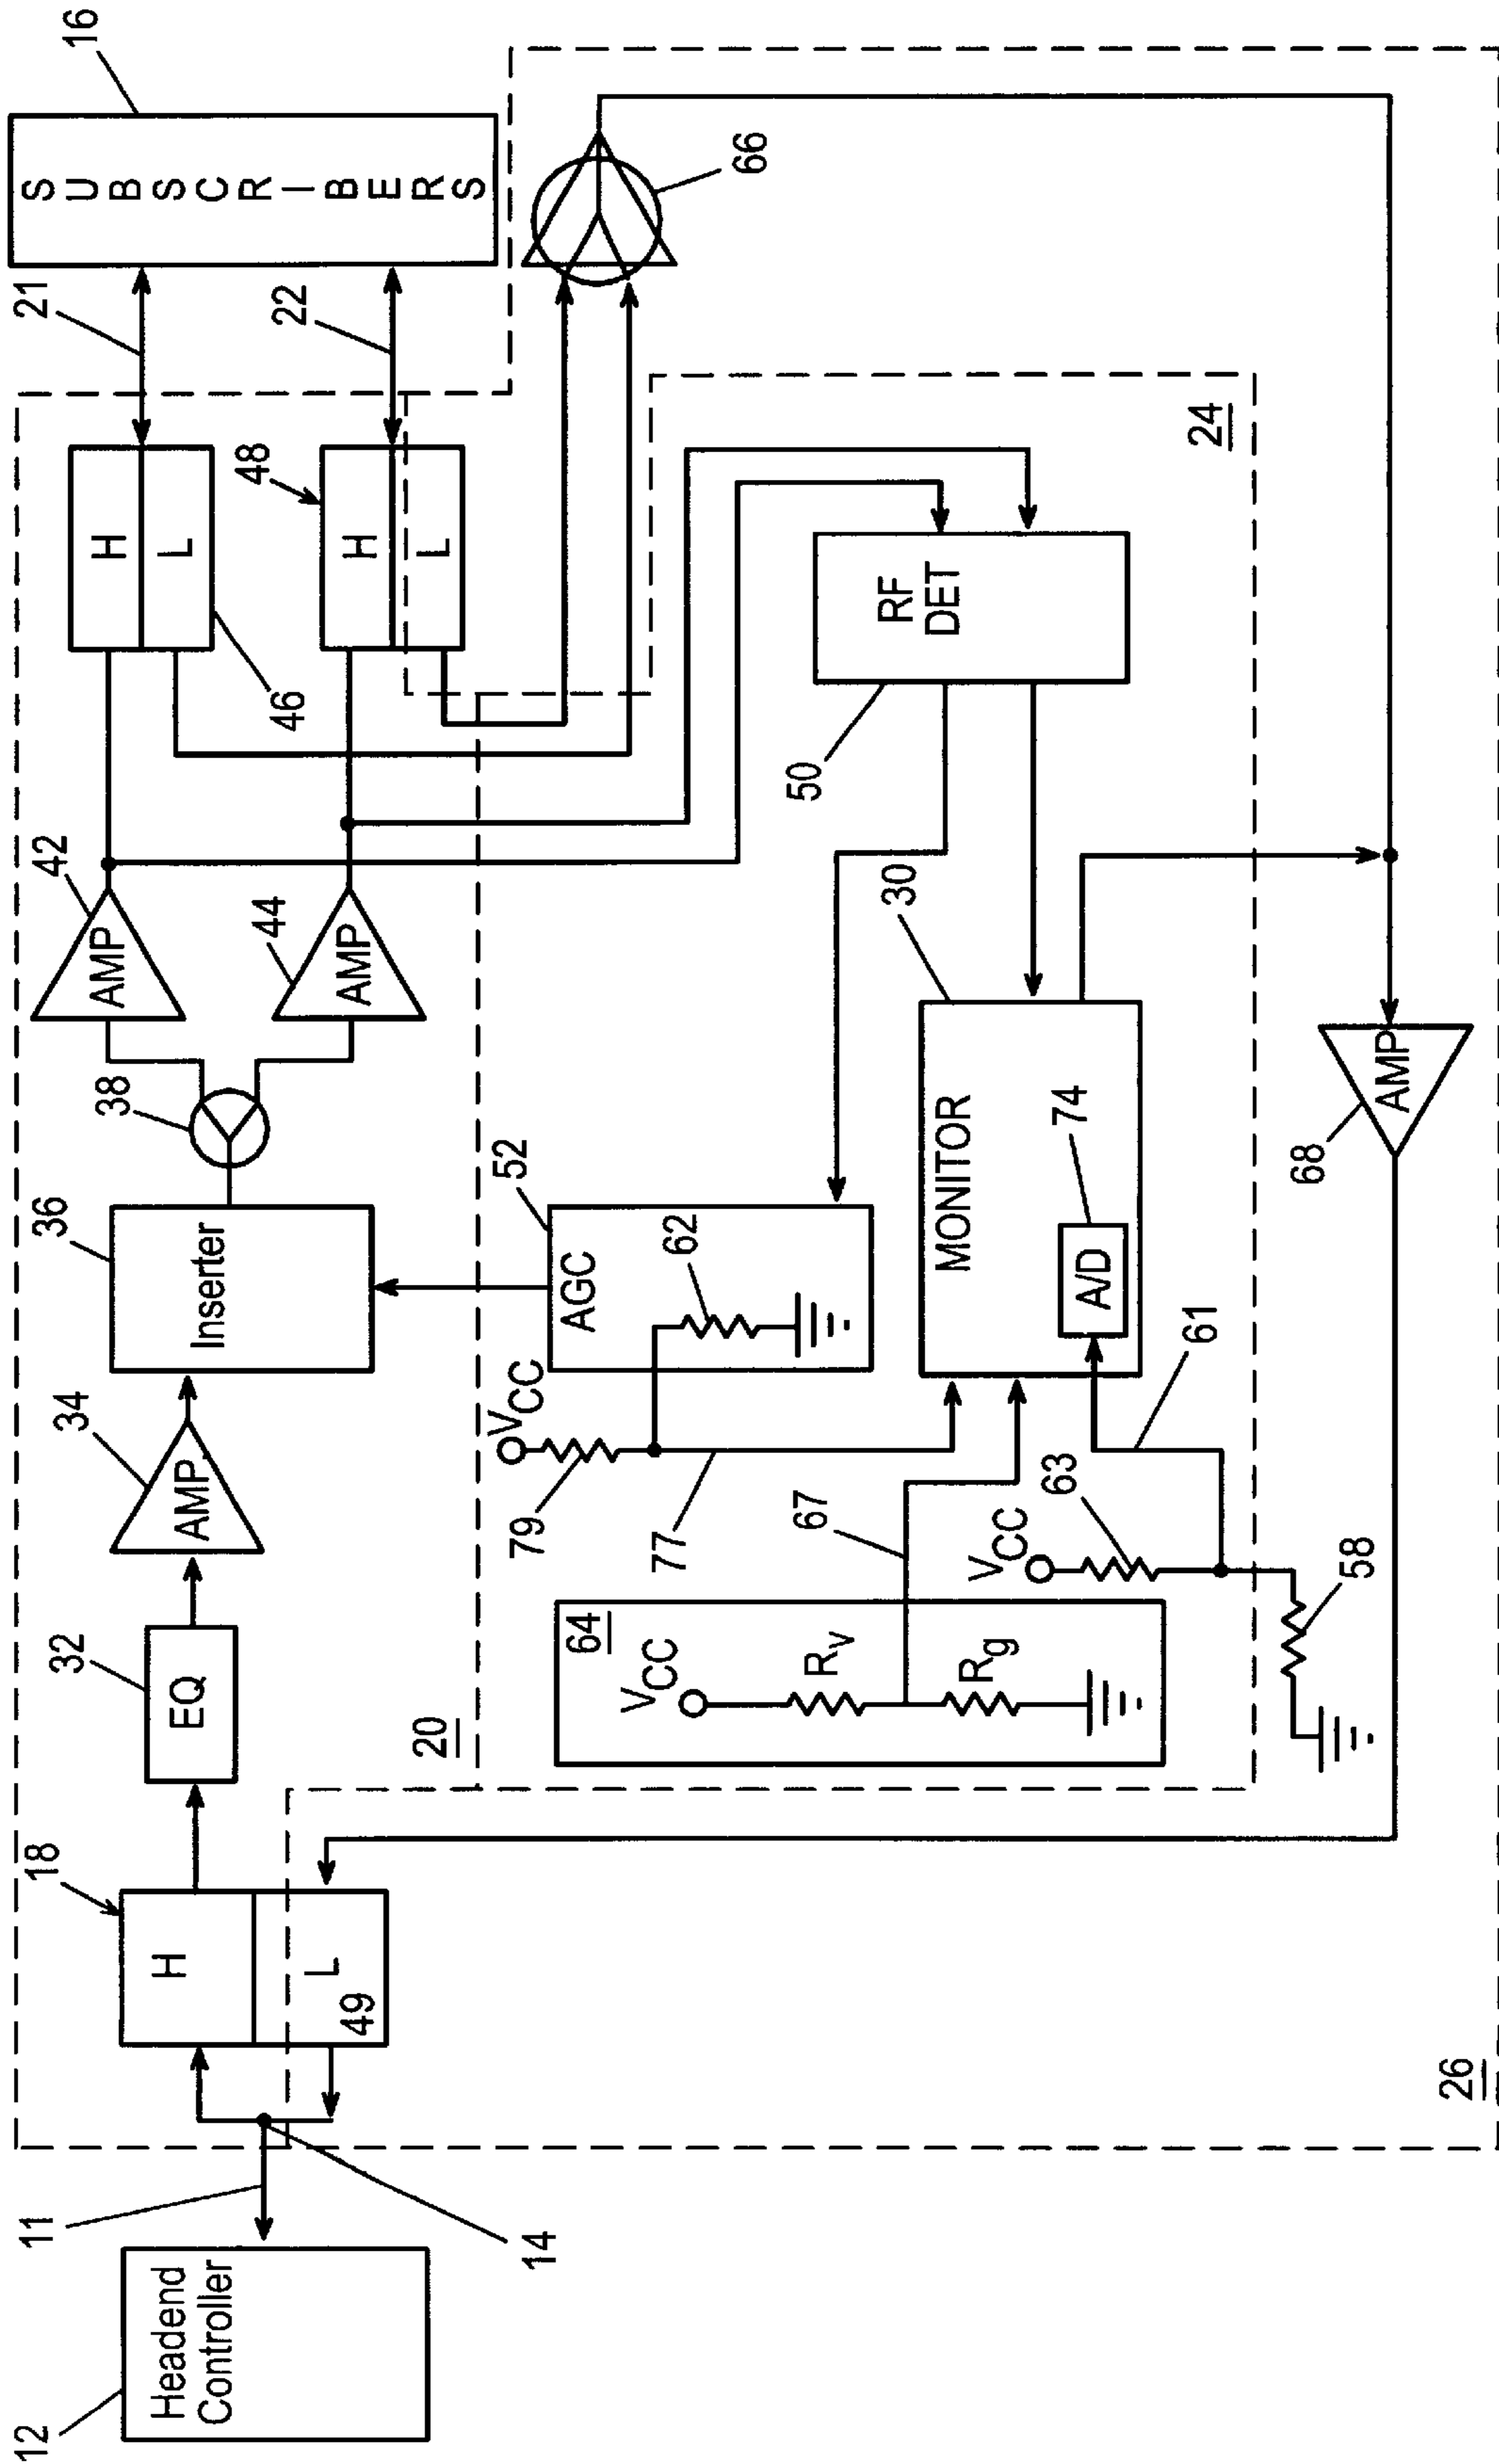 12
Headend
Controller
11
14
18
H
L
49
32
EQ
34
AMP.
36
Inserter
38
42
AMP
44
AMP
46
H
L
48
H
L
21
22
16
SUBSCRIBERS
20
24
26
52
AGC
62
VCC
79
77
50
RF
DET
30
MONITOR
74
A/D
61
64
VCC
Rv
Rg
67
VCC
63
58
66
68
AMP